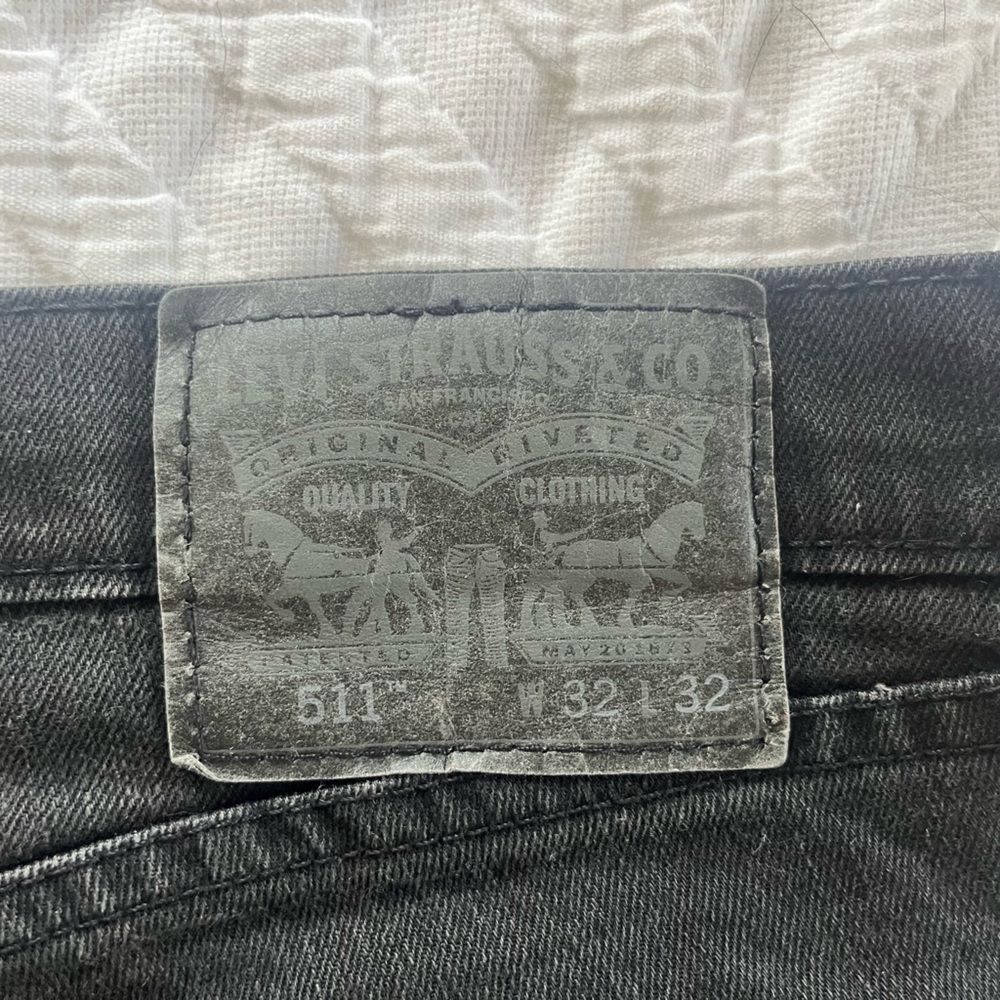 LEVI STRAUSS & CO.
SAN FRANCISCO
ORIGINAL RIVETED
QUALITY CLOTHING
PATENTED MAY 20 1873
511™ W 32 L 32